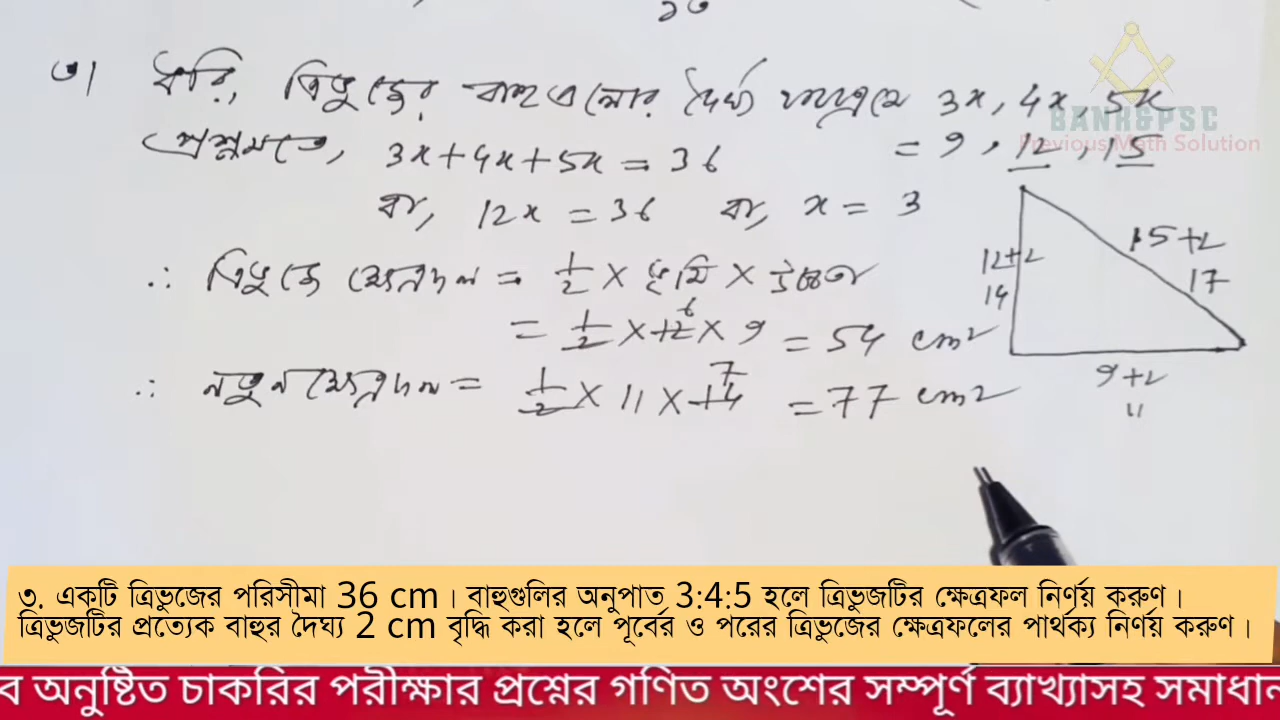 ৩। ধরি, ত্রিভুজের বাহুগুলোর দৈর্ঘ্য যথাক্রমে 3x, 4x, 5x
BANK&PSC
Previous Math Solution
প্রশ্নমতে, 3x+4x+5x = 36
= 9, 12, 15
বা, 12x = 36 বা, x = 3
12+2
14
15+2
17
9+2
11
∴ ত্রিভুজে ক্ষেত্রফল = 1/2 × ভূমি × উচ্চতা
= 1/2 × 12 6 × 9 = 54 cm²
∴ নতুন ক্ষেত্রফল = 1/2 × 11 × 14 7 = 77 cm²
৩. একটি ত্রিভুজের পরিসীমা 36 cm। বাহুগুলির অনুপাত 3:4:5 হলে ত্রিভুজটির ক্ষেত্রফল নির্ণয় করুণ।
ত্রিভুজটির প্রত্যেক বাহুর দৈঘ্য 2 cm বৃদ্ধি করা হলে পূর্বের ও পরের ত্রিভুজের ক্ষেত্রফলের পার্থক্য নির্ণয় করুণ।
ব অনুষ্টিত চাকরির পরীক্ষার প্রশ্নের গণিত অংশের সম্পূর্ণ ব্যাখ্যাসহ সমাধান